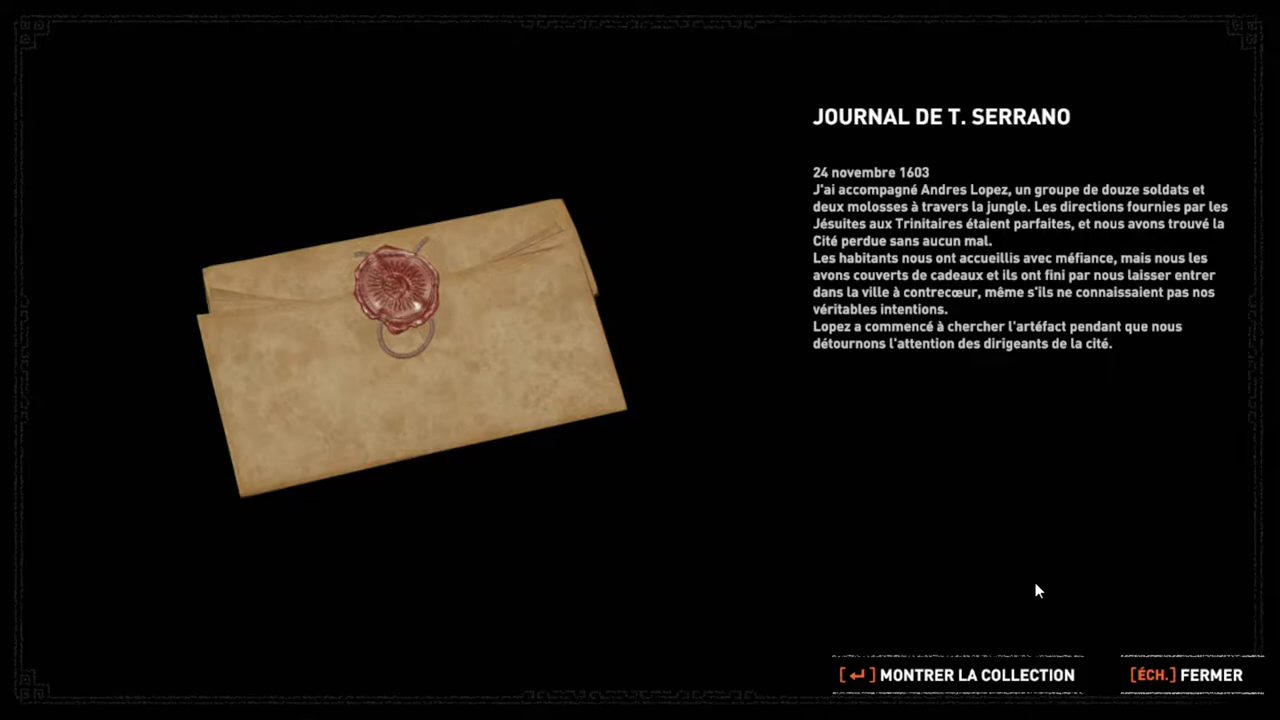 JOURNAL DE T. SERRANO
24 novembre 1603
J'ai accompagné Andres Lopez, un groupe de douze soldats et
deux molosses à travers la jungle. Les directions fournies par les
Jésuites aux Trinitaires étaient parfaites, et nous avons trouvé la
Cité perdue sans aucun mal.
Les habitants nous ont accueillis avec méfiance, mais nous les
avons couverts de cadeaux et ils ont fini par nous laisser entrer
dans la ville à contrecœur, même s'ils ne connaissaient pas nos
véritables intentions.
Lopez a commencé à chercher l'artéfact pendant que nous
détournons l'attention des dirigeants de la cité.
[↵] MONTRER LA COLLECTION
[ÉCH.] FERMER